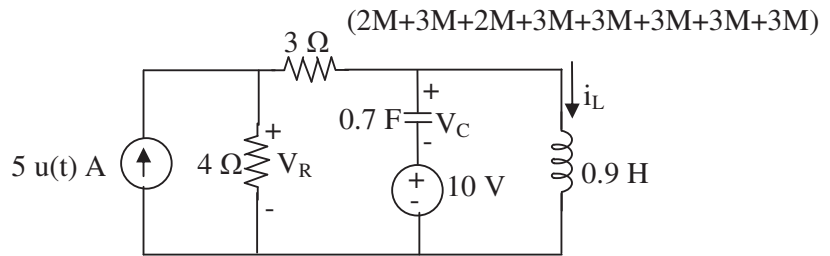 (2M+3M+2M+3M+3M+3M+3M+3M)
3 Ω
+
i_L
0.7 F
V_C
-
5 u(t) A
4 Ω
+
V_R
-
+
-
10 V
0.9 H